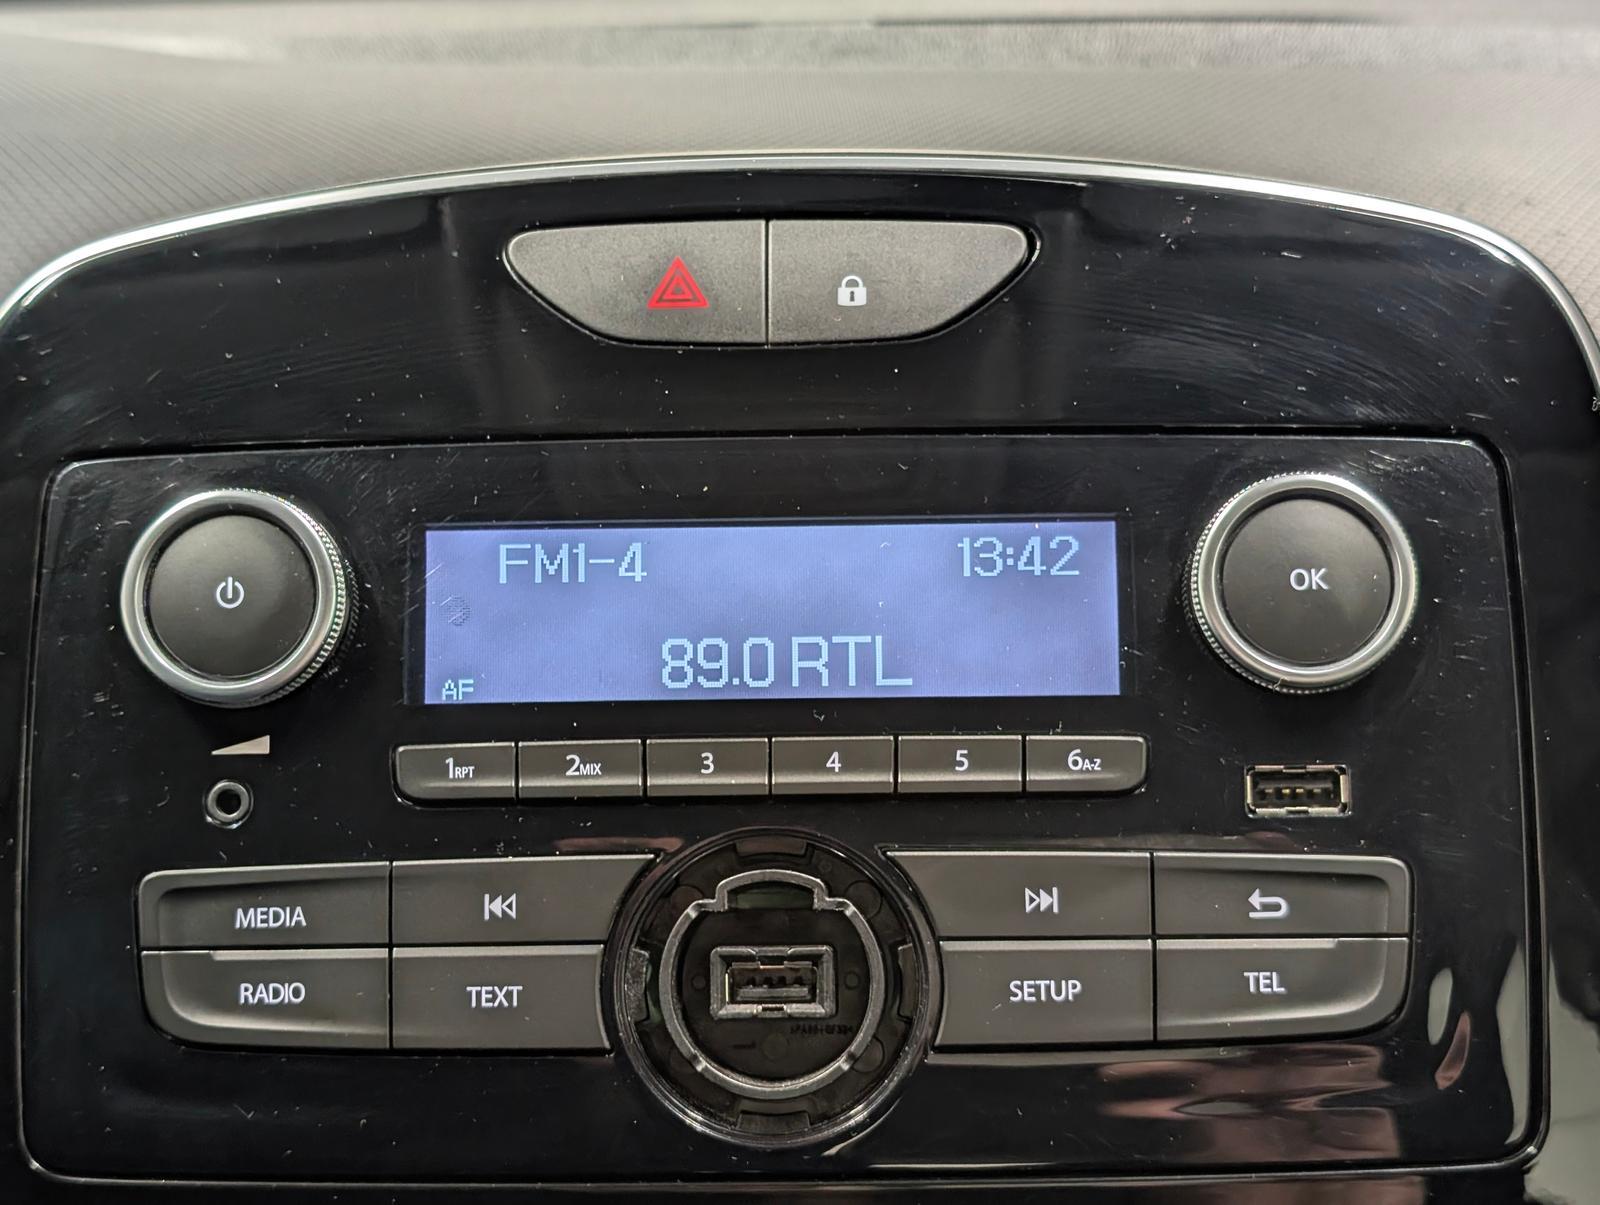 FM1-4
13:42
89.0 RTL
AF
1RPT
2MIX
3
4
5
6A-Z
OK
MEDIA
RADIO
TEXT
SETUP
TEL